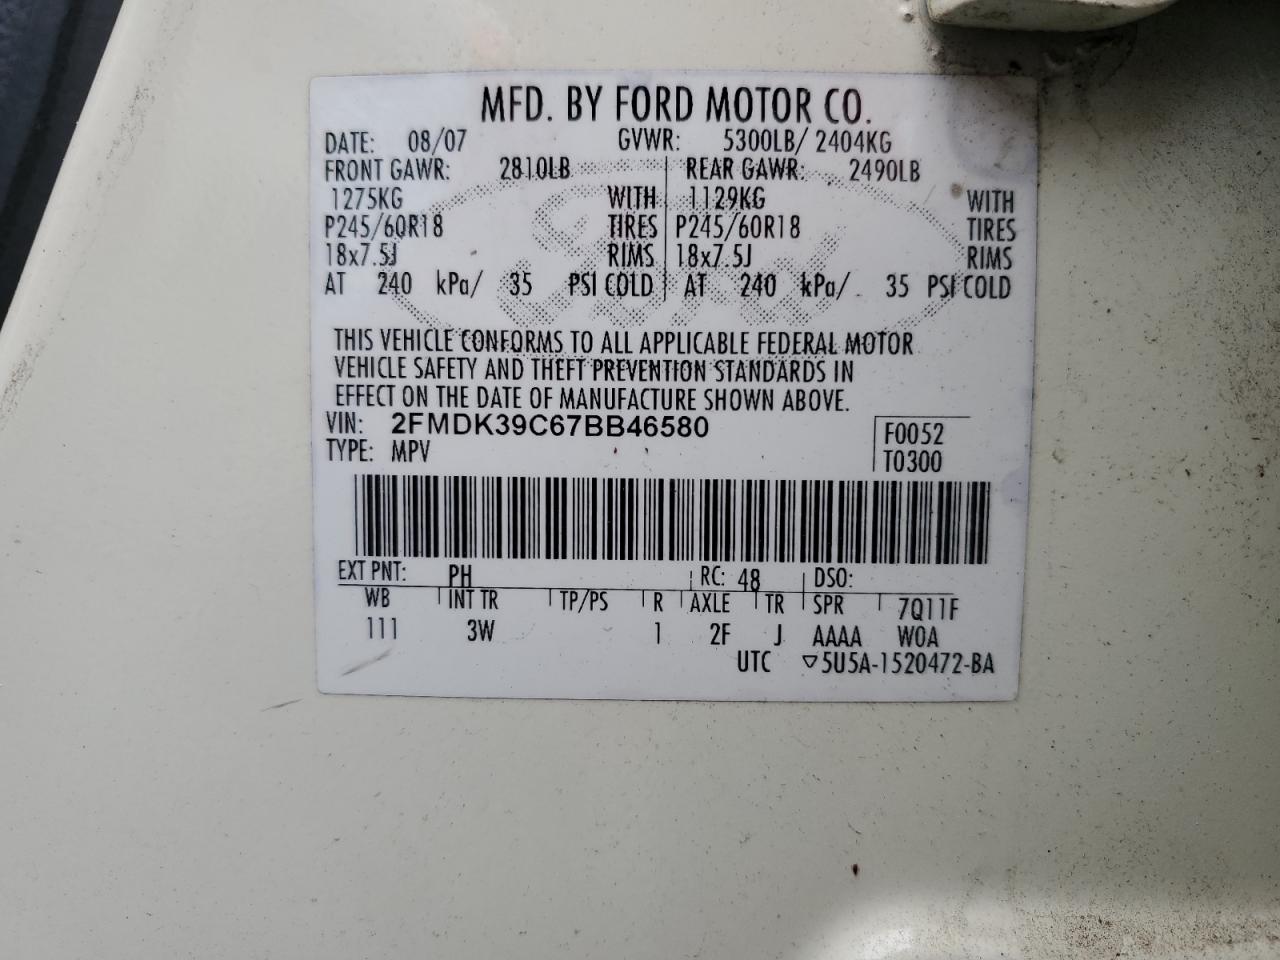 MFD. BY FORD MOTOR CO.
DATE: 08/07 GVWR: 5300LB/ 2404KG
FRONT GAWR: 2810LB REAR GAWR: 2490LB
1275KG WITH 1129KG WITH
P245/60R18 TIRES P245/60R18 TIRES
18x7.5J RIMS 18x7.5J RIMS
AT 240 kPa/ 35 PSI COLD AT 240 kPa/ 35 PSI COLD
THIS VEHICLE CONFORMS TO ALL APPLICABLE FEDERAL MOTOR
VEHICLE SAFETY AND THEFT PREVENTION STANDARDS IN
EFFECT ON THE DATE OF MANUFACTURE SHOWN ABOVE.
VIN: 2FMDK39C67BB46580 F0052
TYPE: MPV T0300
EXT PNT: PH RC: 48 DSO:
WB INT TR TP/PS R AXLE TR SPR 7Q11F
111 3W 1 2F J AAAA W0A
UTC ▽5U5A-1520472-BA